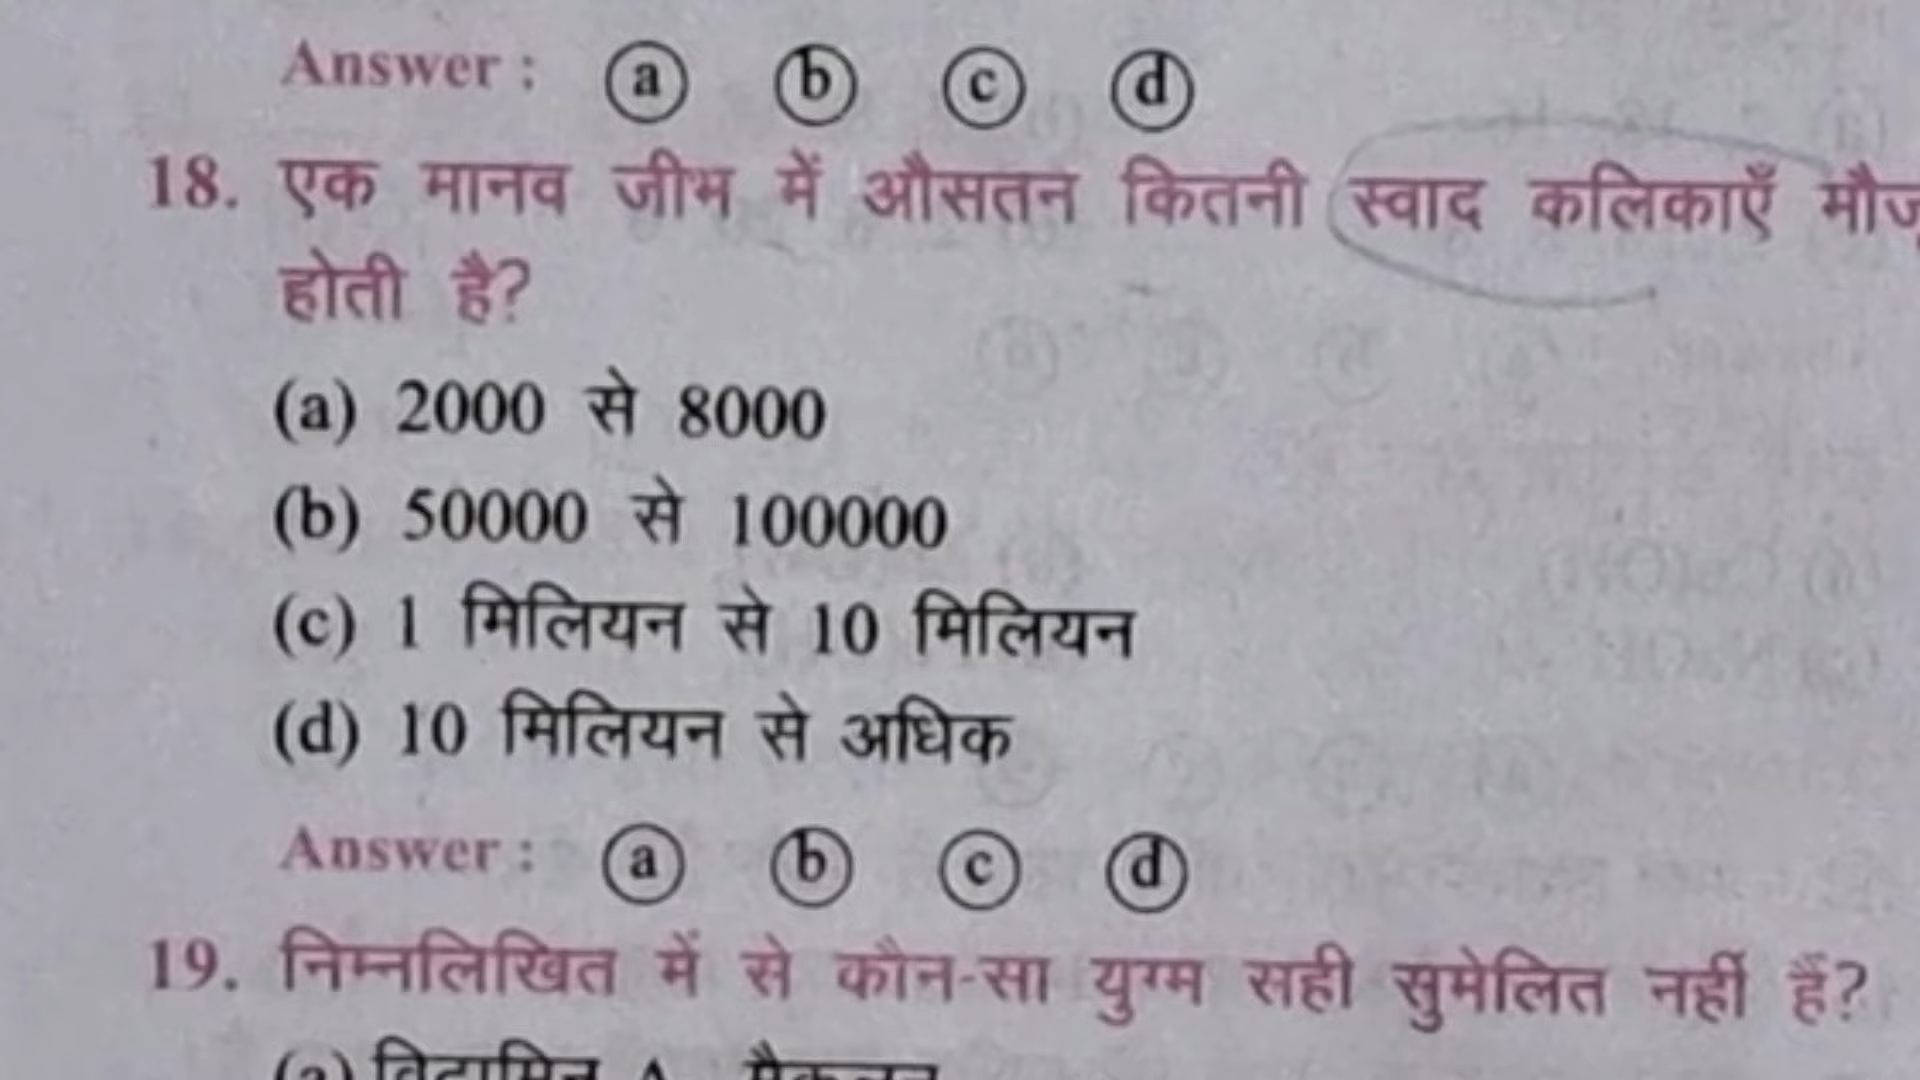 Answer : (a) (b) (c) (d)
18. एक मानव जीभ में औसतन कितनी स्वाद कलिकाएँ
होती है?
(a) 2000 से 8000
(b) 50000 से 100000
(c) 1 मिलियन से 10 मिलियन
(d) 10 मिलियन से अधिक
Answer : (a) (b) (c) (d)
19. निम्नलिखित में से कौन-सा युग्म सही सुमेलित नहीं है?
(a) विटामिन A